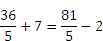 36/5 + 7 = 81/5 − 2